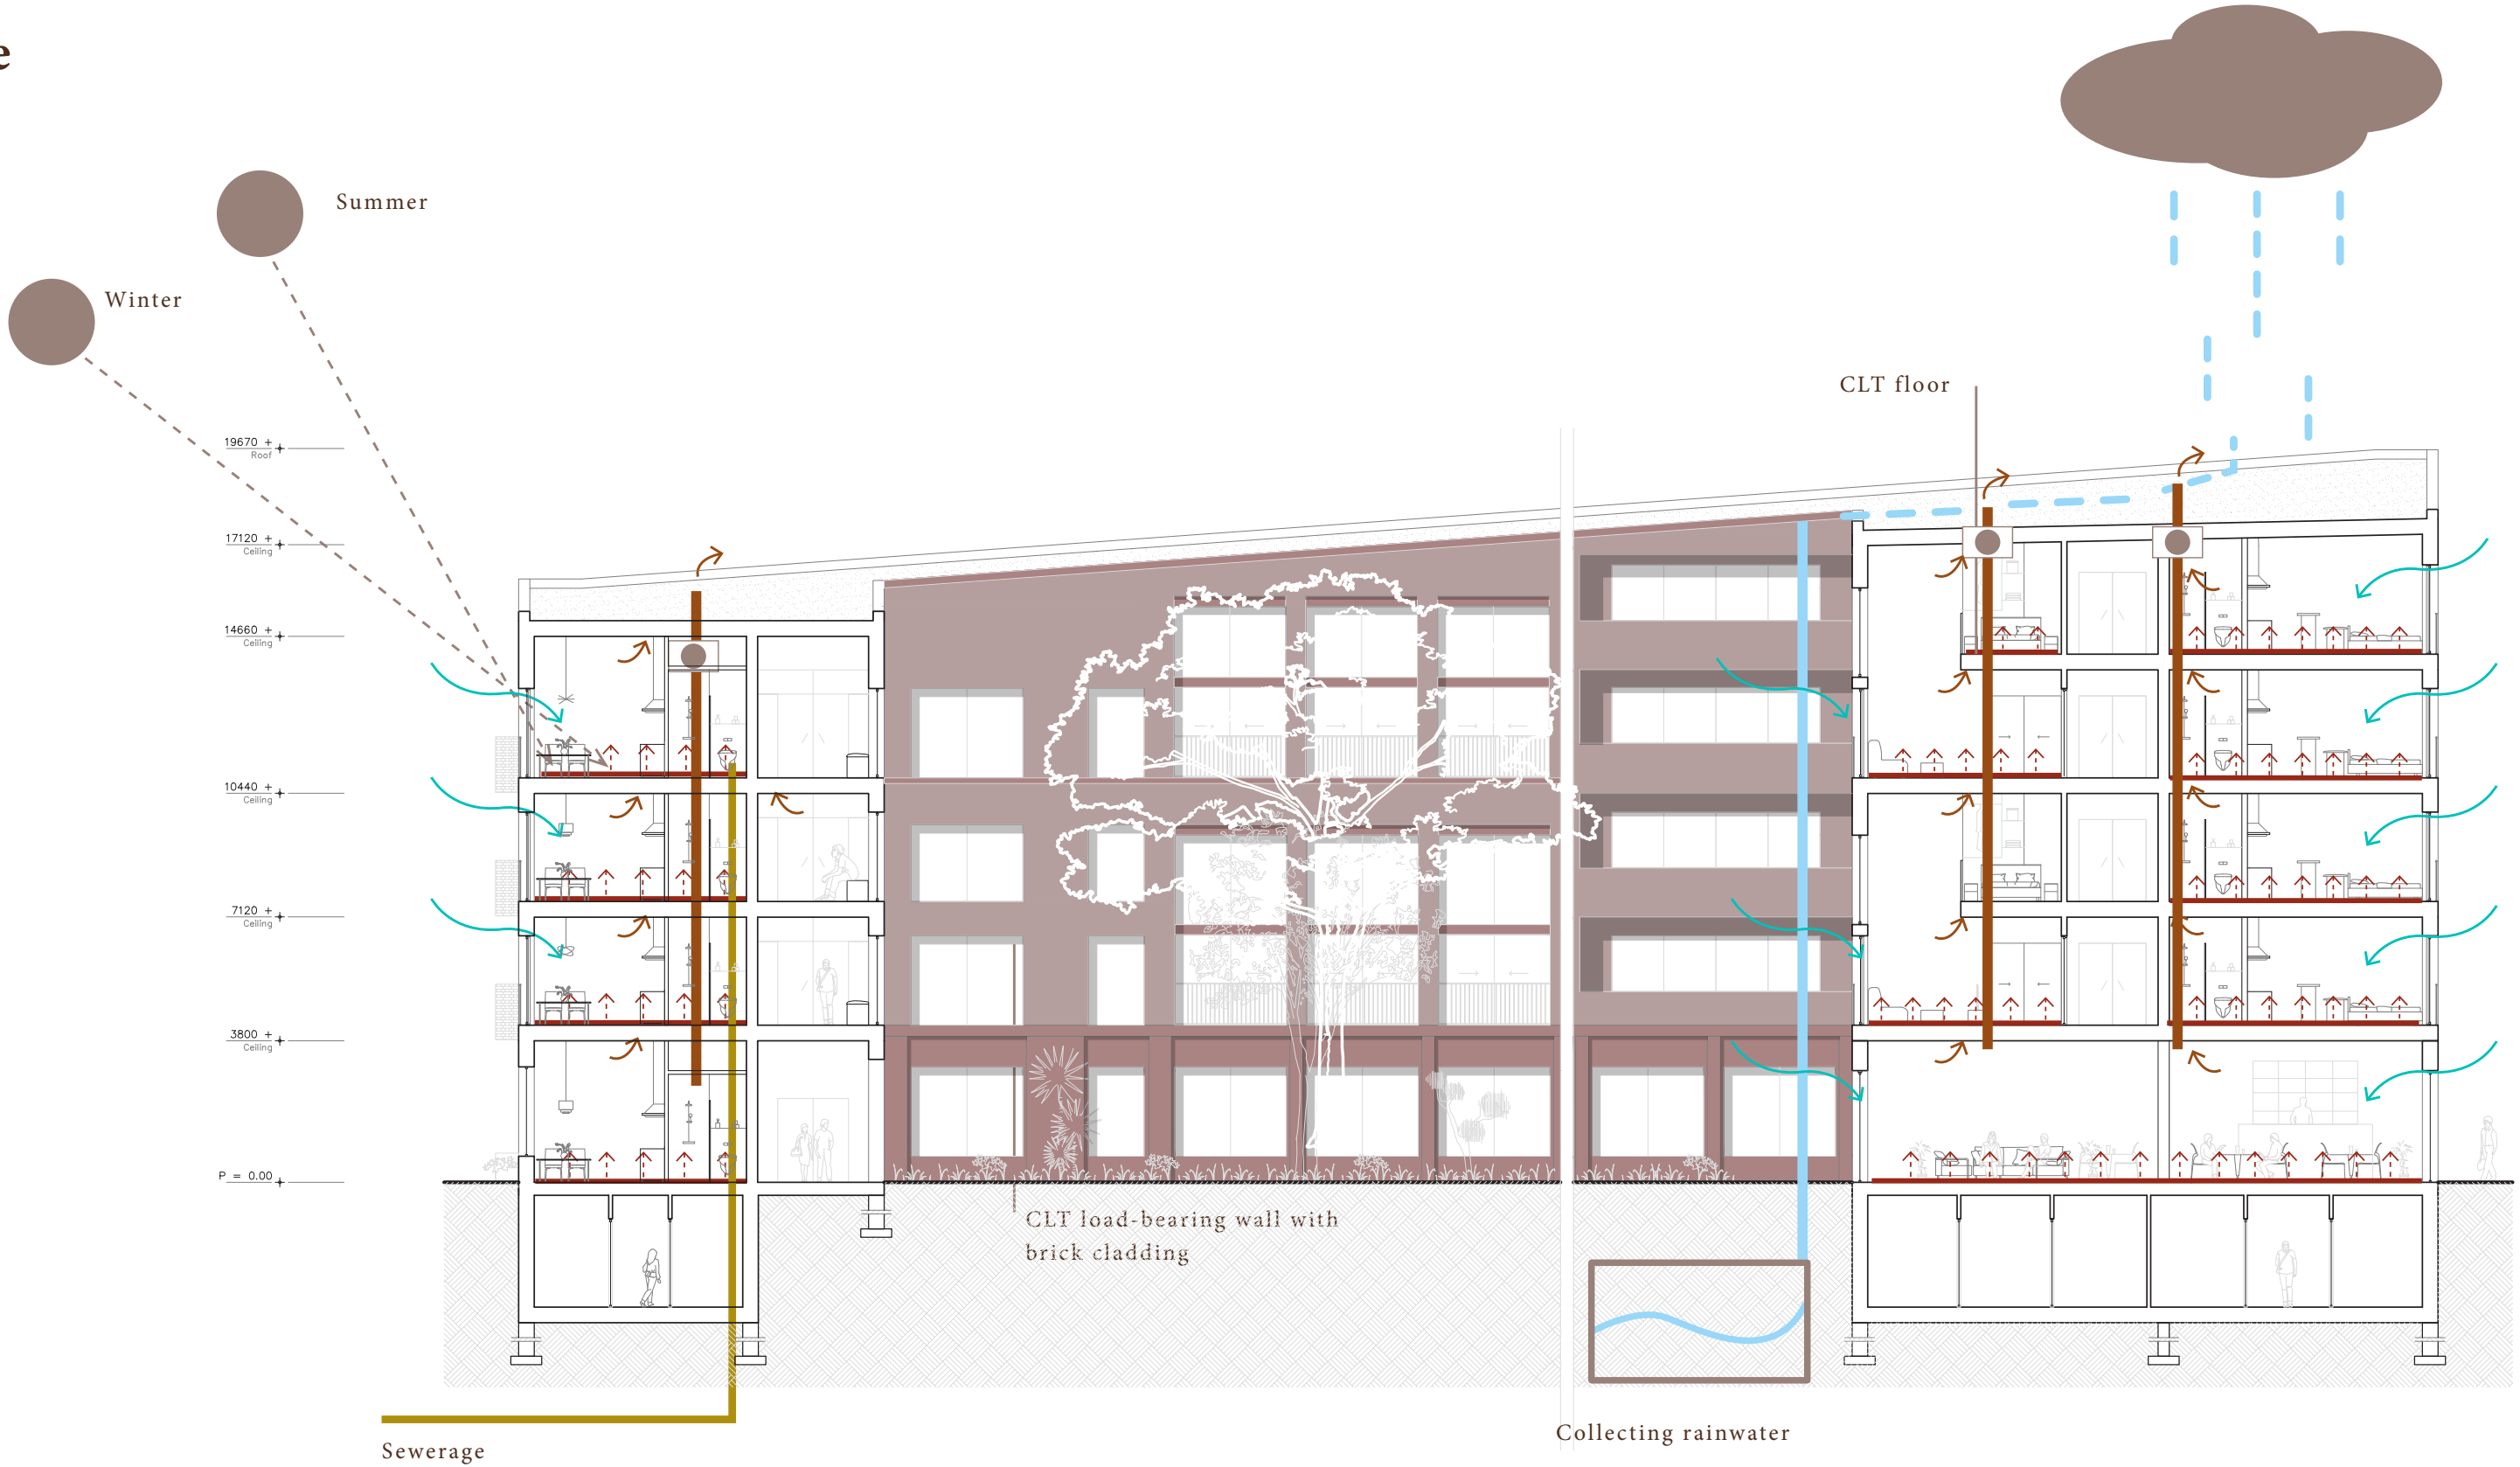 e
Summer
Winter
CLT floor
19670 +
Roof
17120 +
Ceiling
14660 +
Ceiling
10440 +
Ceiling
7120 +
Ceiling
3800 +
Ceiling
P = 0.00
CLT load-bearing wall with
brick cladding
Collecting rainwater
Sewerage